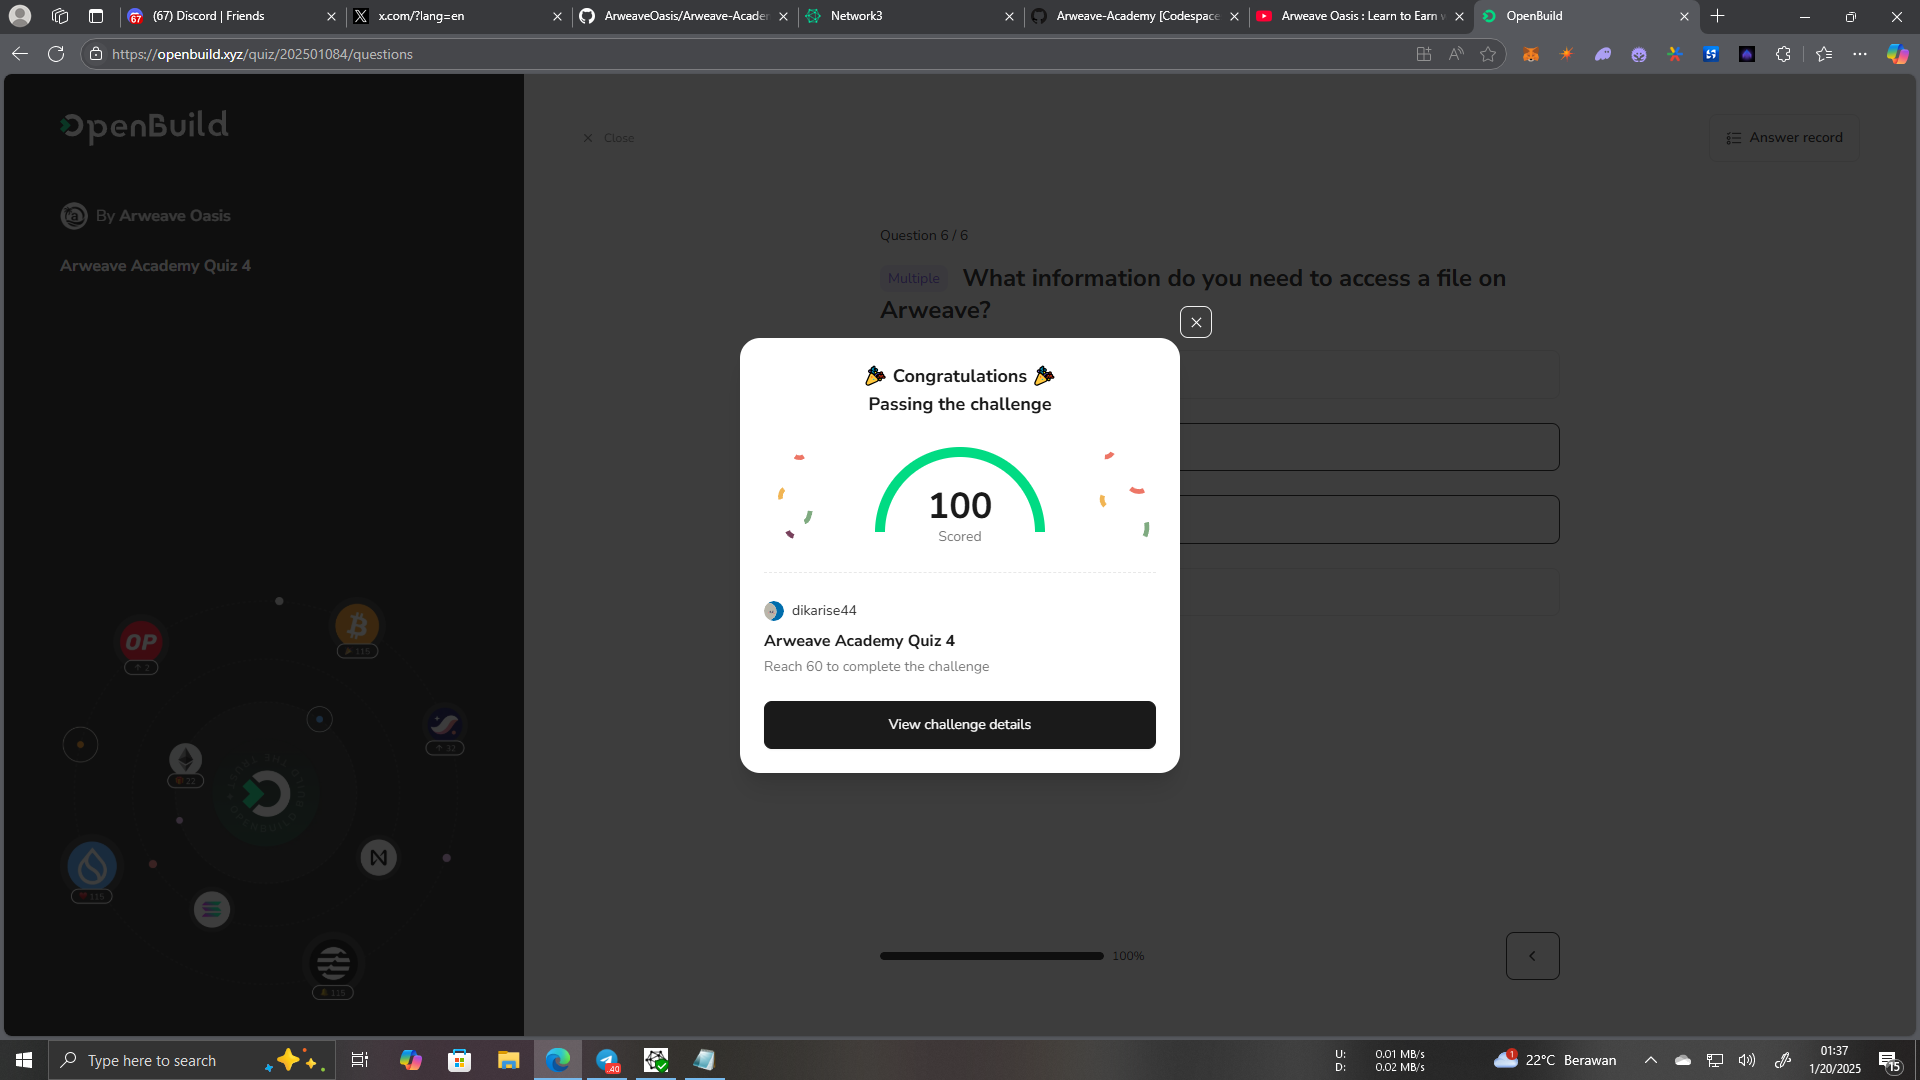 (67) Discord | Friends
x.com/?lang=en
ArweaveOasis/Arweave-Acader
Network3
Arweave-Academy [Codespace
Arweave Oasis : Learn to Earn w
OpenBuild
https://openbuild.xyz/quiz/202501084/questions
OpenBuild
Close
Answer record
By Arweave Oasis
Arweave Academy Quiz 4
Question 6 / 6
Multiple What information do you need to access a file on
Arweave?
Congratulations
Passing the challenge
100
Scored
dikarise44
Arweave Academy Quiz 4
Reach 60 to complete the challenge
View challenge details
OP
2
115
32
22
115
115
100%
Type here to search
U: 0.01 MB/s
D: 0.02 MB/s
22°C Berawan
01:37
1/20/2025
15